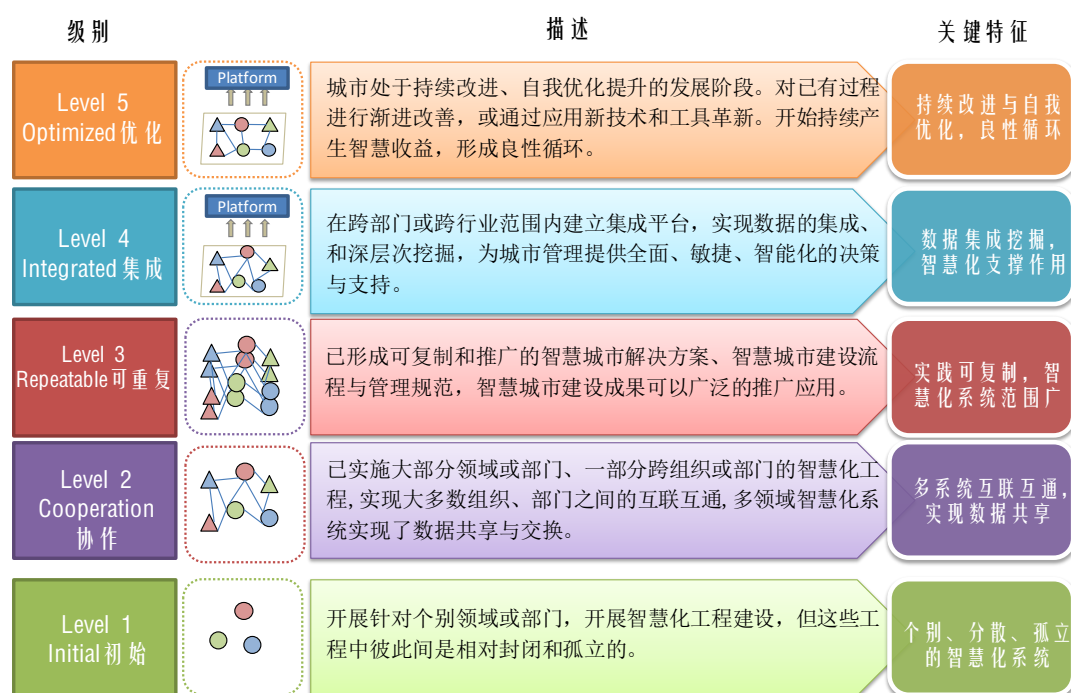 级别
描述
关键特征
Level 5
Optimized优化
Platform
城市处于持续改进、自我优化提升的发展阶段。对已有过程
进行渐进改善，或通过应用新技术和工具革新。开始持续产
生智慧收益，形成良性循环。
持续改进与自我
优化，良性循环
Level 4
Integrated集成
Platform
在跨部门或跨行业范围内建立集成平台，实现数据的集成、
和深层次挖掘，为城市管理提供全面、敏捷、智能化的决策
与支持。
数据集成挖掘，
智慧化支撑作用
Level 3
Repeatable可重复
已形成可复制和推广的智慧城市解决方案、智慧城市建设流
程与管理规范，智慧城市建设成果可以广泛的推广应用。
实践可复制，智
慧化系统范围广
Level 2
Cooperation
协作
已实施大部分领域或部门、一部分跨组织或部门的智慧化工
程,实现大多数组织、部门之间的互联互通,多领域智慧化系
统实现了数据共享与交换。
多系统互联互通,
实现数据共享
Level 1
Initial初始
开展针对个别领域或部门，开展智慧化工程建设，但这些工
程中彼此间是相对封闭和孤立的。
个别、分散、孤立
的智慧化系统